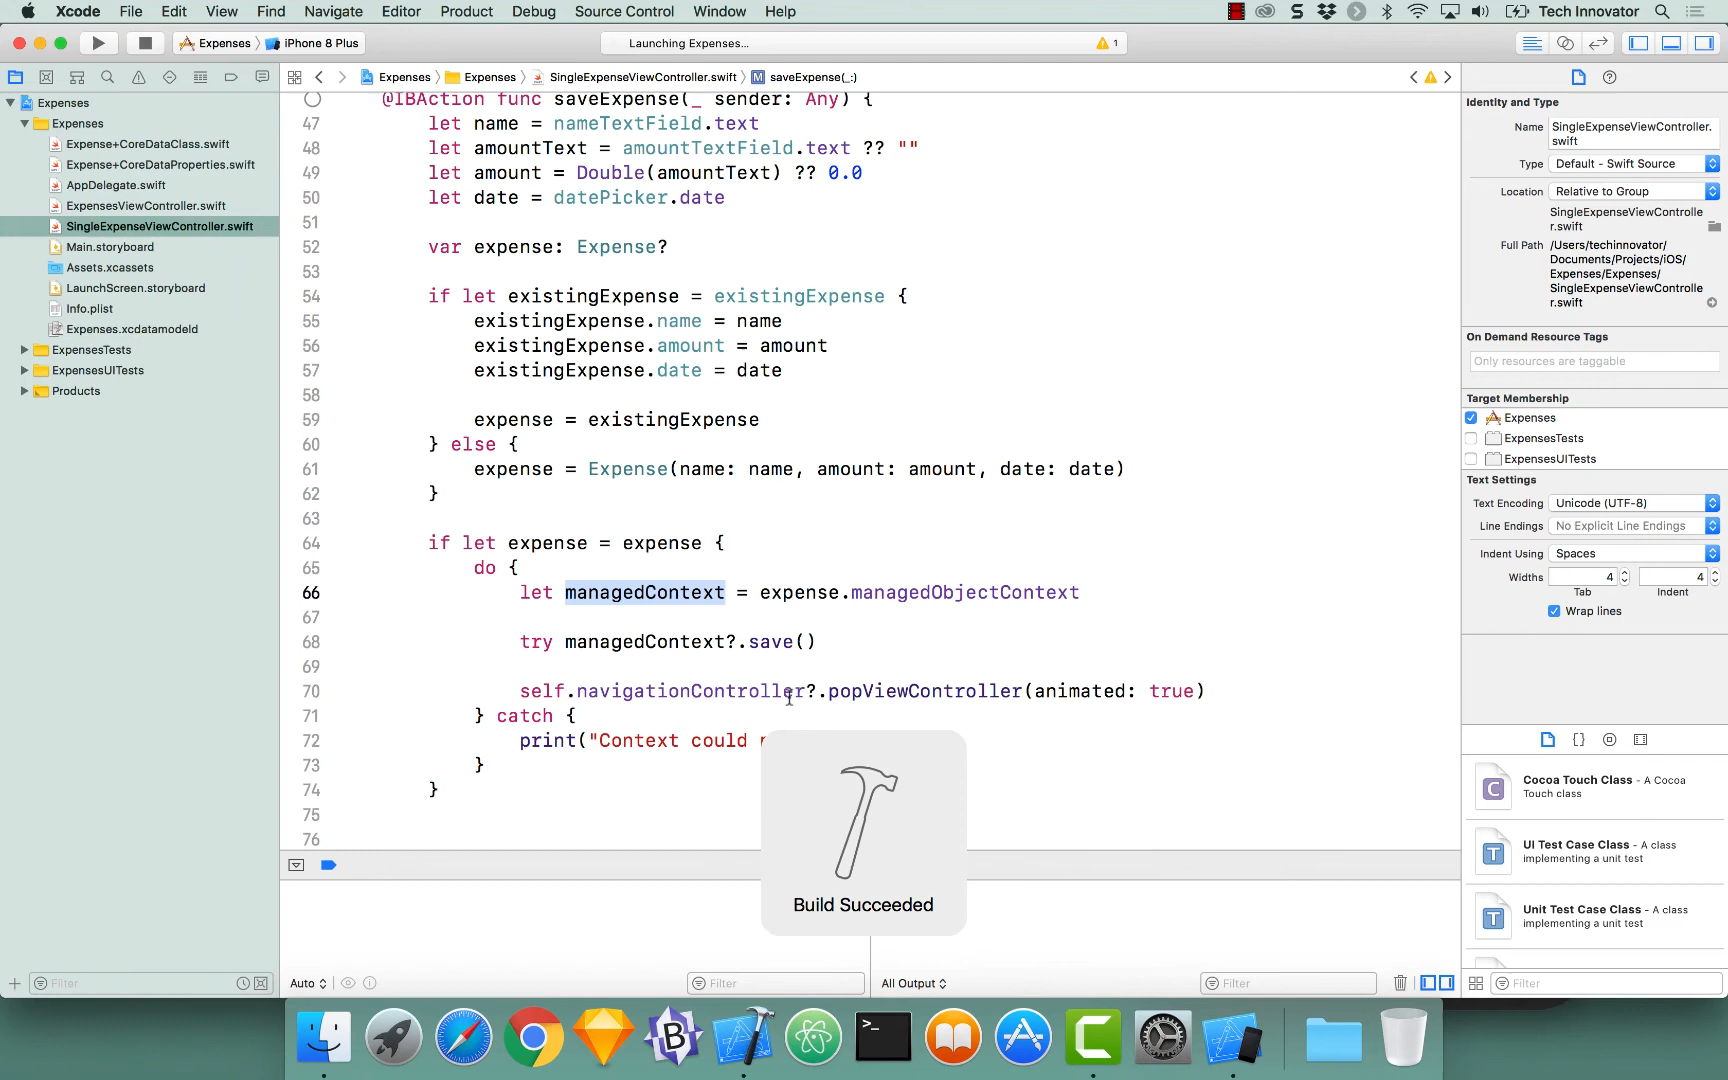 Xcode File Edit View Find Navigate Editor Product Debug Source Control Window Help Tech Innovator
Expenses iPhone 8 Plus Launching Expenses... 1
Expenses Expenses SingleExpenseViewController.swift M saveExpense(_:)
Expenses
Expenses
Expense+CoreDataClass.swift
Expense+CoreDataProperties.swift
AppDelegate.swift
ExpensesViewController.swift
SingleExpenseViewController.swift
Main.storyboard
Assets.xcassets
LaunchScreen.storyboard
Info.plist
Expenses.xcdatamodeld
ExpensesTests
ExpensesUITests
Products
Filter
@IBAction func saveExpense(_ sender: Any) {
47 let name = nameTextField.text
48 let amountText = amountTextField.text ?? ""
49 let amount = Double(amountText) ?? 0.0
50 let date = datePicker.date
51
52 var expense: Expense?
53
54 if let existingExpense = existingExpense {
55 existingExpense.name = name
56 existingExpense.amount = amount
57 existingExpense.date = date
58
59 expense = existingExpense
60 } else {
61 expense = Expense(name: name, amount: amount, date: date)
62 }
63
64 if let expense = expense {
65 do {
66 let managedContext = expense.managedObjectContext
67
68 try managedContext?.save()
69
70 self.navigationController?.popViewController(animated: true)
71 } catch {
72 print("Context could
73 }
74 }
75
76
Build Succeeded
Auto Filter All Output Filter
Identity and Type
Name SingleExpenseViewController.
swift
Type Default - Swift Source
Location Relative to Group
SingleExpenseViewControlle
r.swift
Full Path /Users/techinnovator/
Documents/Projects/iOS/
Expenses/Expenses/
SingleExpenseViewControlle
r.swift
On Demand Resource Tags
Only resources are taggable
Target Membership
Expenses
ExpensesTests
ExpensesUITests
Text Settings
Text Encoding Unicode (UTF-8)
Line Endings No Explicit Line Endings
Indent Using Spaces
Widths 4 4
Tab Indent
Wrap lines
{}
C
Cocoa Touch Class - A Cocoa
Touch class
T
UI Test Case Class - A class
implementing a unit test
T
Unit Test Case Class - A class
implementing a unit test
Filter